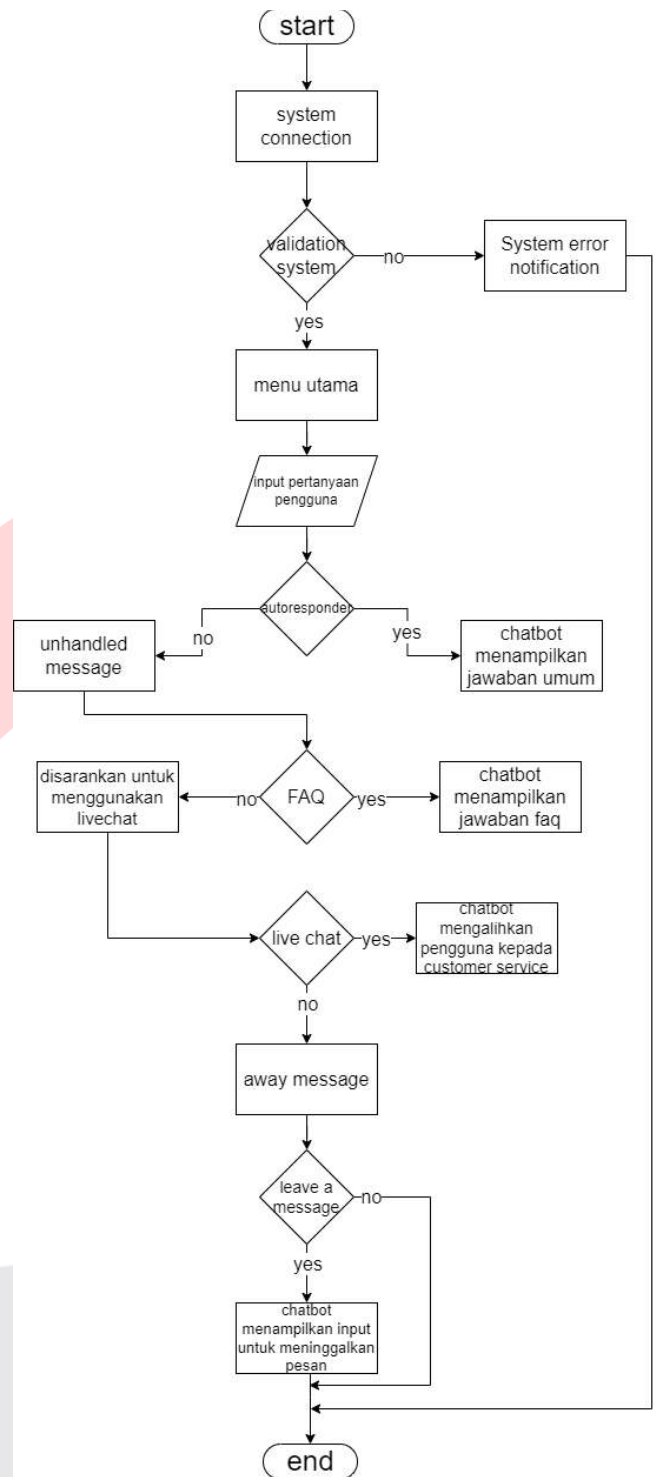 start
system
connection
validation
system
no
System error
notification
yes
menu utama
input pertanyaan
pengguna
autoresponder
no
yes
unhandled
message
chatbot
menampilkan
jawaban umum
disarankan untuk
menggunakan
livechat
no
FAQ
yes
chatbot
menampilkan
jawaban faq
live chat
yes
chatbot
mengalihkan
pengguna kepada
customer service
no
away message
leave a
message
no
yes
chatbot
menampilkan input
untuk meninggalkan
pesan
end